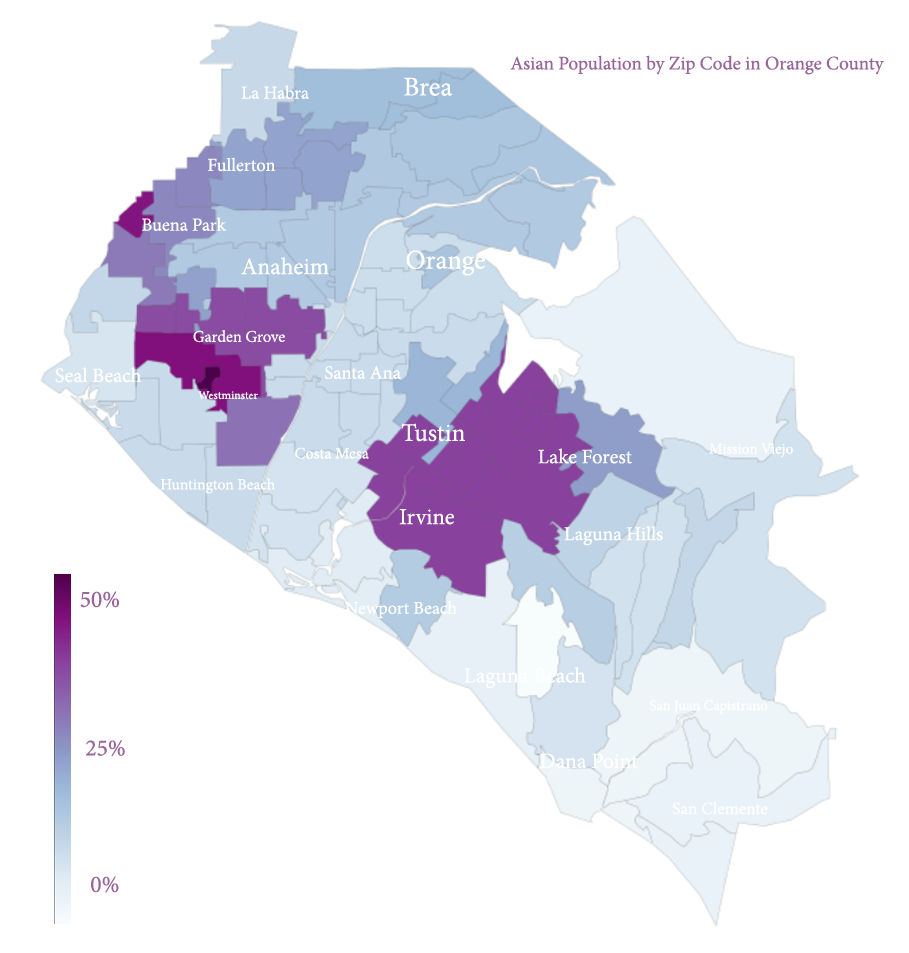 Asian Population by Zip Code in Orange County
Brea
La Habra
Fullerton
Buena Park
Anaheim
Orange
Garden Grove
Santa Ana
Seal Beach
Westminster
Tustin
Mission Viejo
Costa Mesa
Lake Forest
Huntington Beach
Irvine
Laguna Hills
50%
Newport Beach
Laguna Beach
San Juan Capistrano
25%
Dana Point
San Clemente
0%